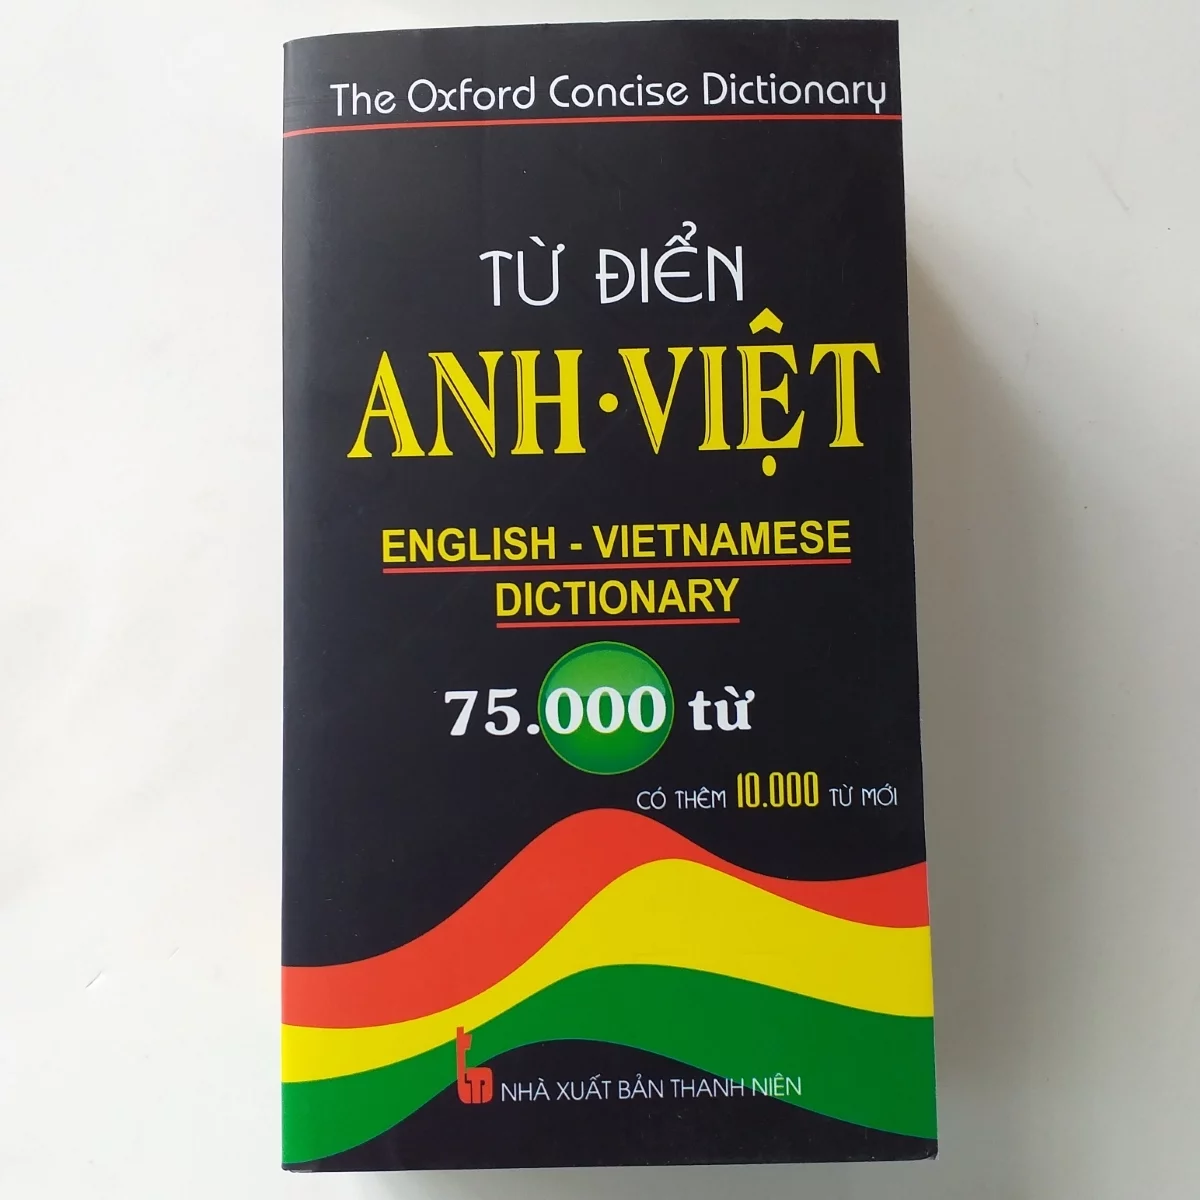 The Oxford Concise Dictionary
TỪ ĐIỂN
ANH·VIỆT
ENGLISH - VIETNAMESE
DICTIONARY
75.000 từ
CÓ THÊM 10.000 TỪ MỚI
NHÀ XUẤT BẢN THANH NIÊN